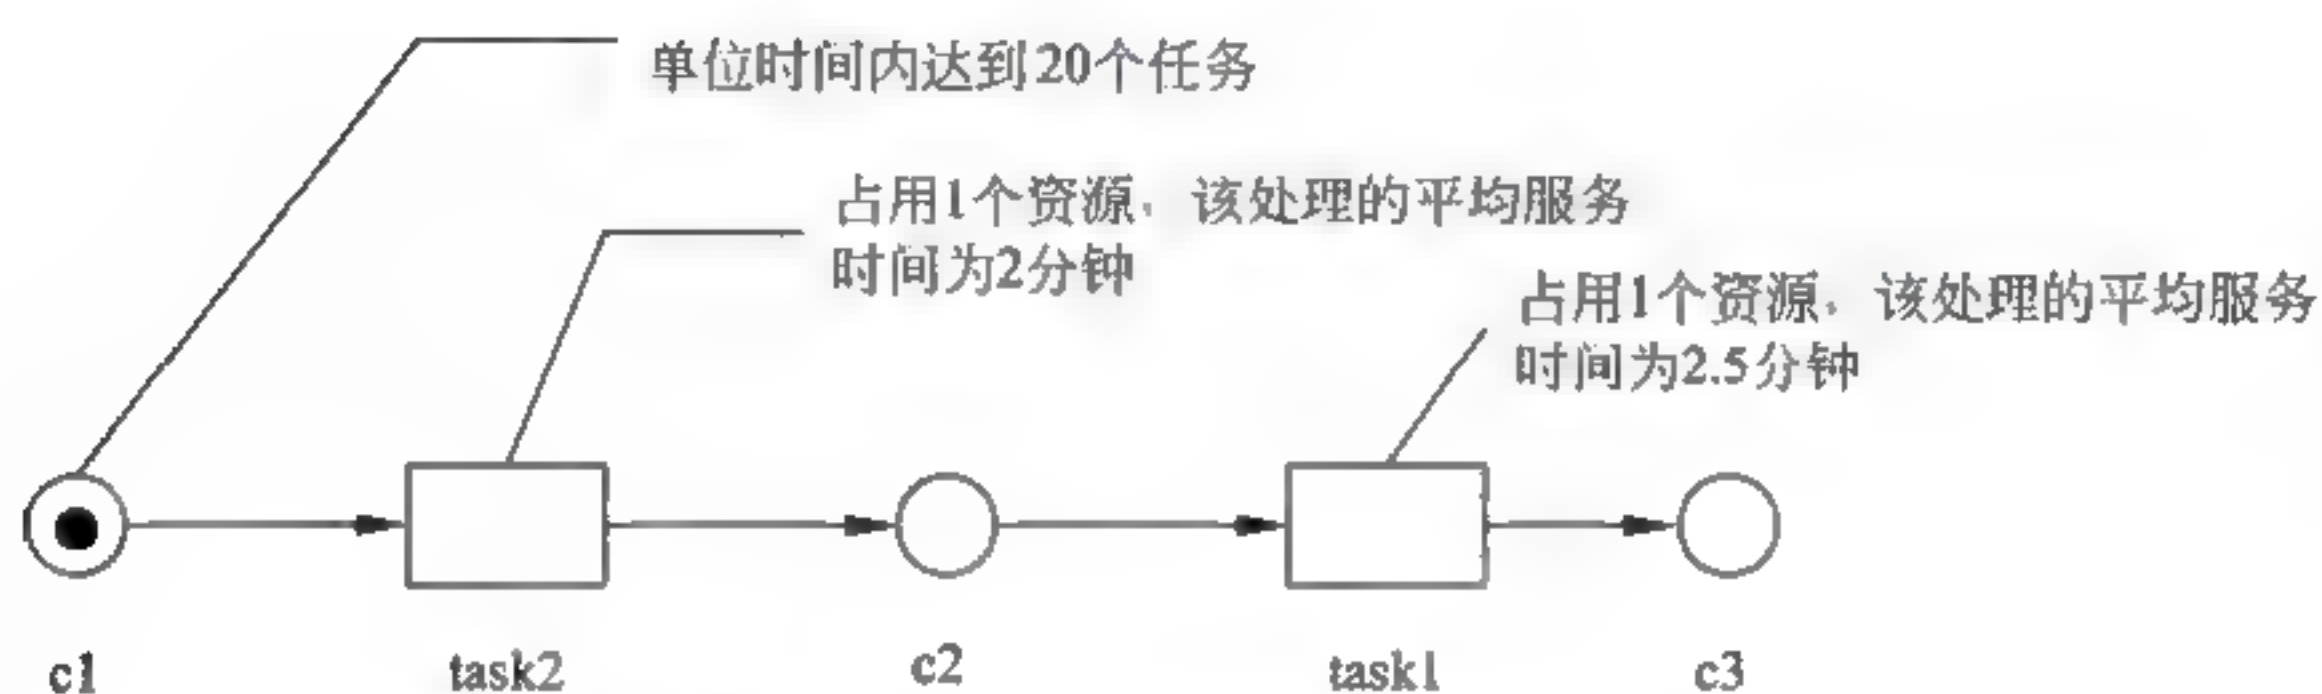 单位时间内达到20个任务
占用1个资源，该处理的平均服务
时间为2分钟
占用1个资源，该处理的平均服务
时间为2.5分钟
c1
task2
c2
task1
c3